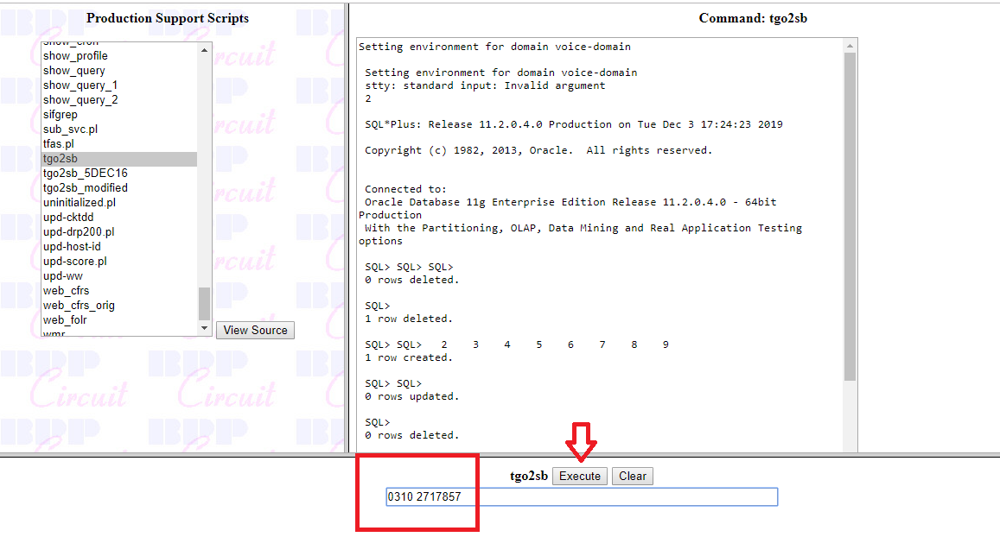 Production Support Scripts
show_cron
show_profile
show_query
show_query_1
show_query_2
sifgrep
sub_svc.pl
tfas.pl
tgo2sb
tgo2sb_5DEC16
tgo2sb_modified
uninitialized.pl
upd-cktdd
upd-drp200.pl
upd-host-id
upd-score.pl
upd-ww
web_cfrs
web_cfrs_orig
web_folr
wmr
View Source
Command: tgo2sb
Setting environment for domain voice-domain
Setting environment for domain voice-domain
stty: standard input: Invalid argument
2
SQL*Plus: Release 11.2.0.4.0 Production on Tue Dec 3 17:24:23 2019
Copyright (c) 1982, 2013, Oracle.  All rights reserved.
Connected to:
Oracle Database 11g Enterprise Edition Release 11.2.0.4.0 - 64bit
Production
With the Partitioning, OLAP, Data Mining and Real Application Testing
options
SQL> SQL> SQL>
0 rows deleted.
SQL>
1 row deleted.
SQL> SQL>   2    3    4    5    6    7    8    9
1 row created.
SQL> SQL>
0 rows updated.
SQL>
0 rows deleted.
tgo2sb Execute Clear
0310 2717857